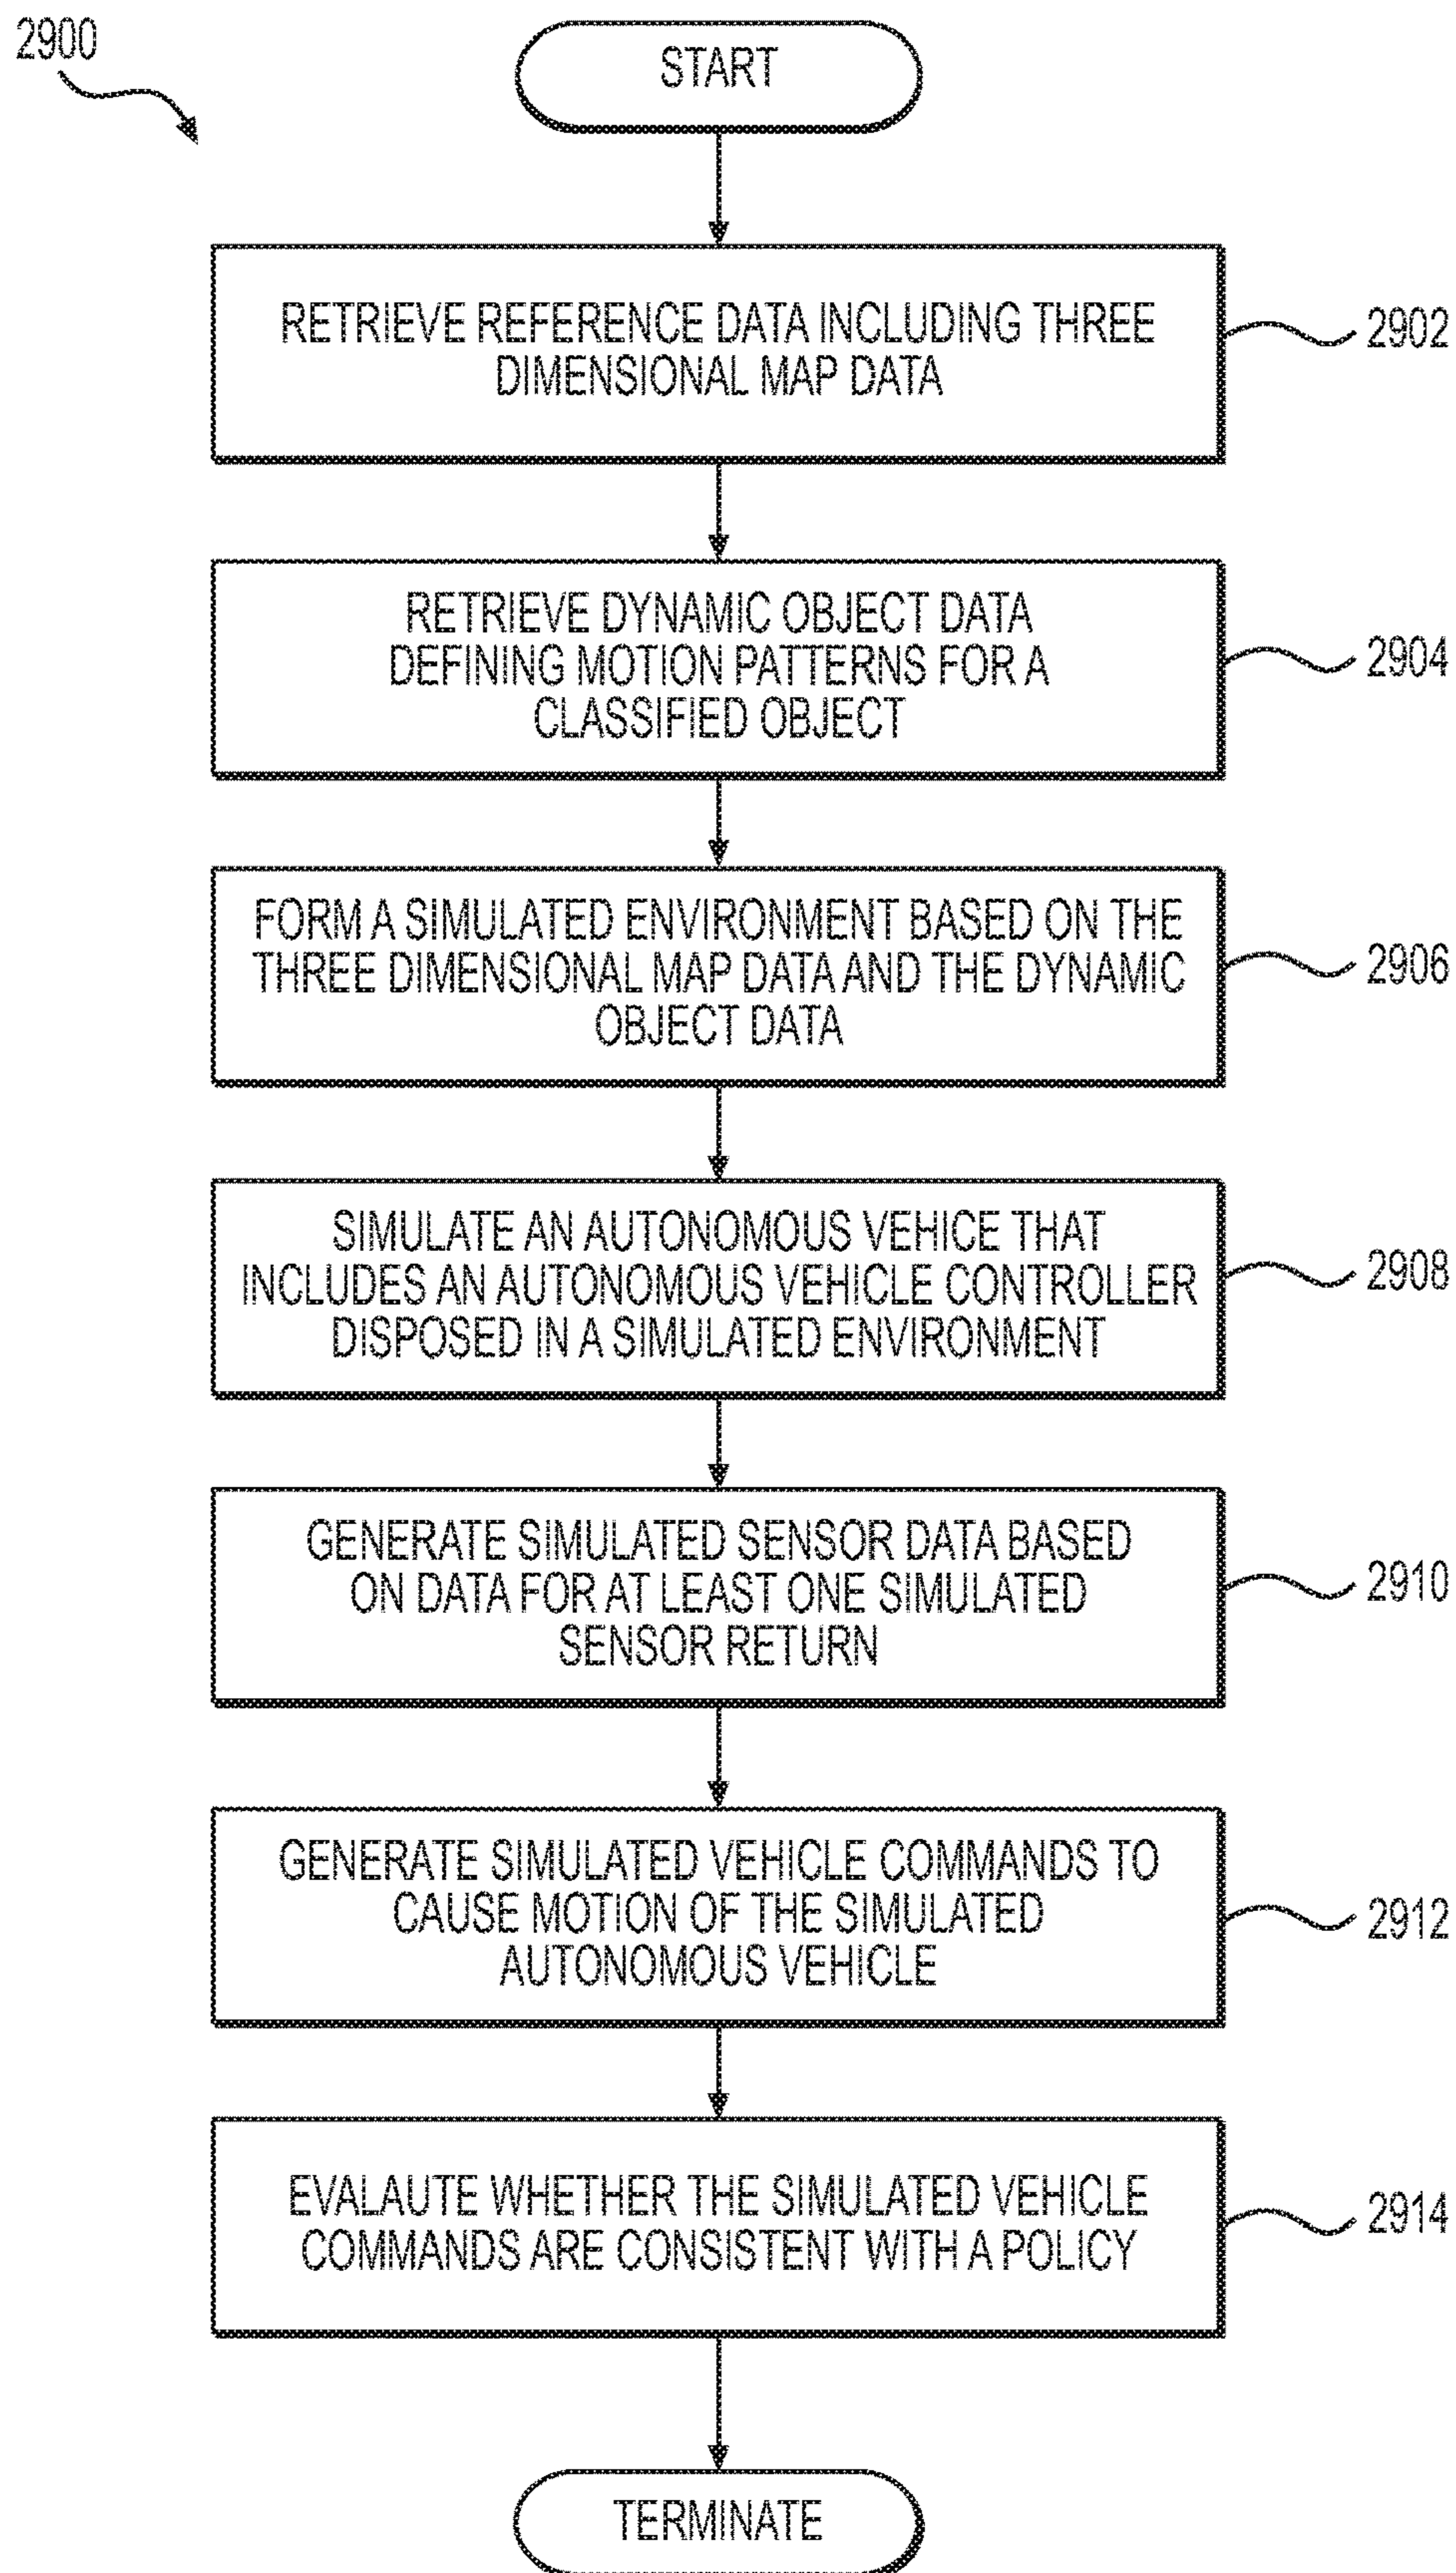 2900
START
RETRIEVE REFERENCE DATA INCLUDING THREE
DIMENSIONAL MAP DATA
2902
RETRIEVE DYNAMIC OBJECT DATA
DEFINING MOTION PATTERNS FOR A
CLASSIFIED OBJECT
2904
FORM A SIMULATED ENVIRONMENT BASED ON THE
THREE DIMENSIONAL MAP DATA AND THE DYNAMIC
OBJECT DATA
2906
SIMULATE AN AUTONOMOUS VEHICE THAT
INCLUDES AN AUTONOMOUS VEHICLE CONTROLLER
DISPOSED IN A SIMULATED ENVIRONMENT
2908
GENERATE SIMULATED SENSOR DATA BASED
ON DATA FOR AT LEAST ONE SIMULATED
SENSOR RETURN
2910
GENERATE SIMULATED VEHICLE COMMANDS TO
CAUSE MOTION OF THE SIMULATED
AUTONOMOUS VEHICLE
2912
EVALAUTE WHETHER THE SIMULATED VEHICLE
COMMANDS ARE CONSISTENT WITH A POLICY
2914
TERMINATE